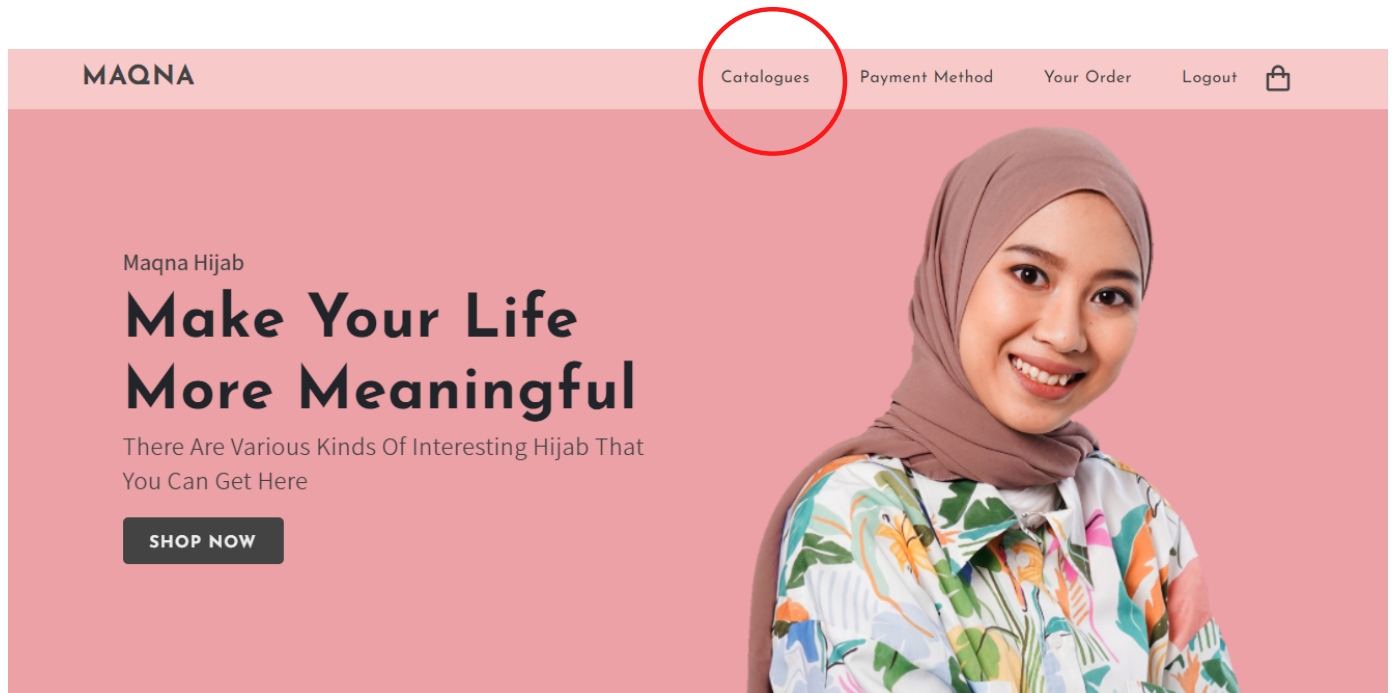 MAQNA
Catalogues
Payment Method
Your Order
Logout
Maqna Hijab
Make Your Life
More Meaningful
There Are Various Kinds Of Interesting Hijab That
You Can Get Here
SHOP NOW